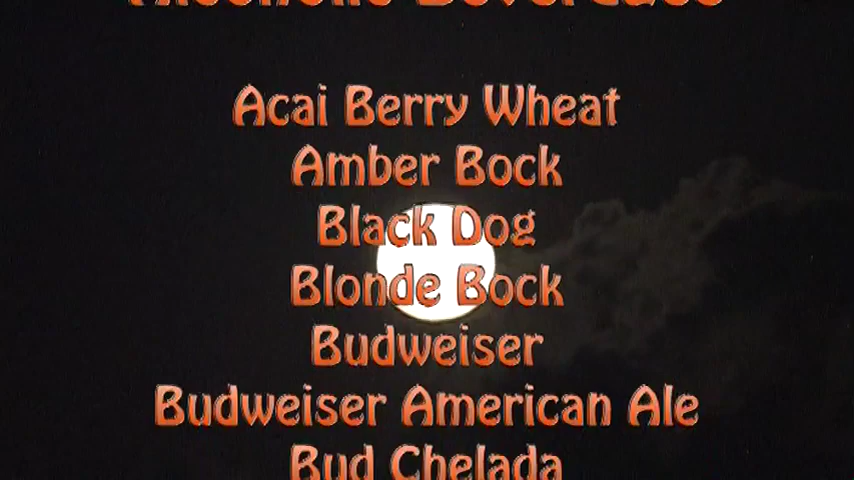 Acai Berry Wheat
Amber Bock
Black Dog
Blonde Bock
Budweiser
Budweiser American Ale
Bud Chelada